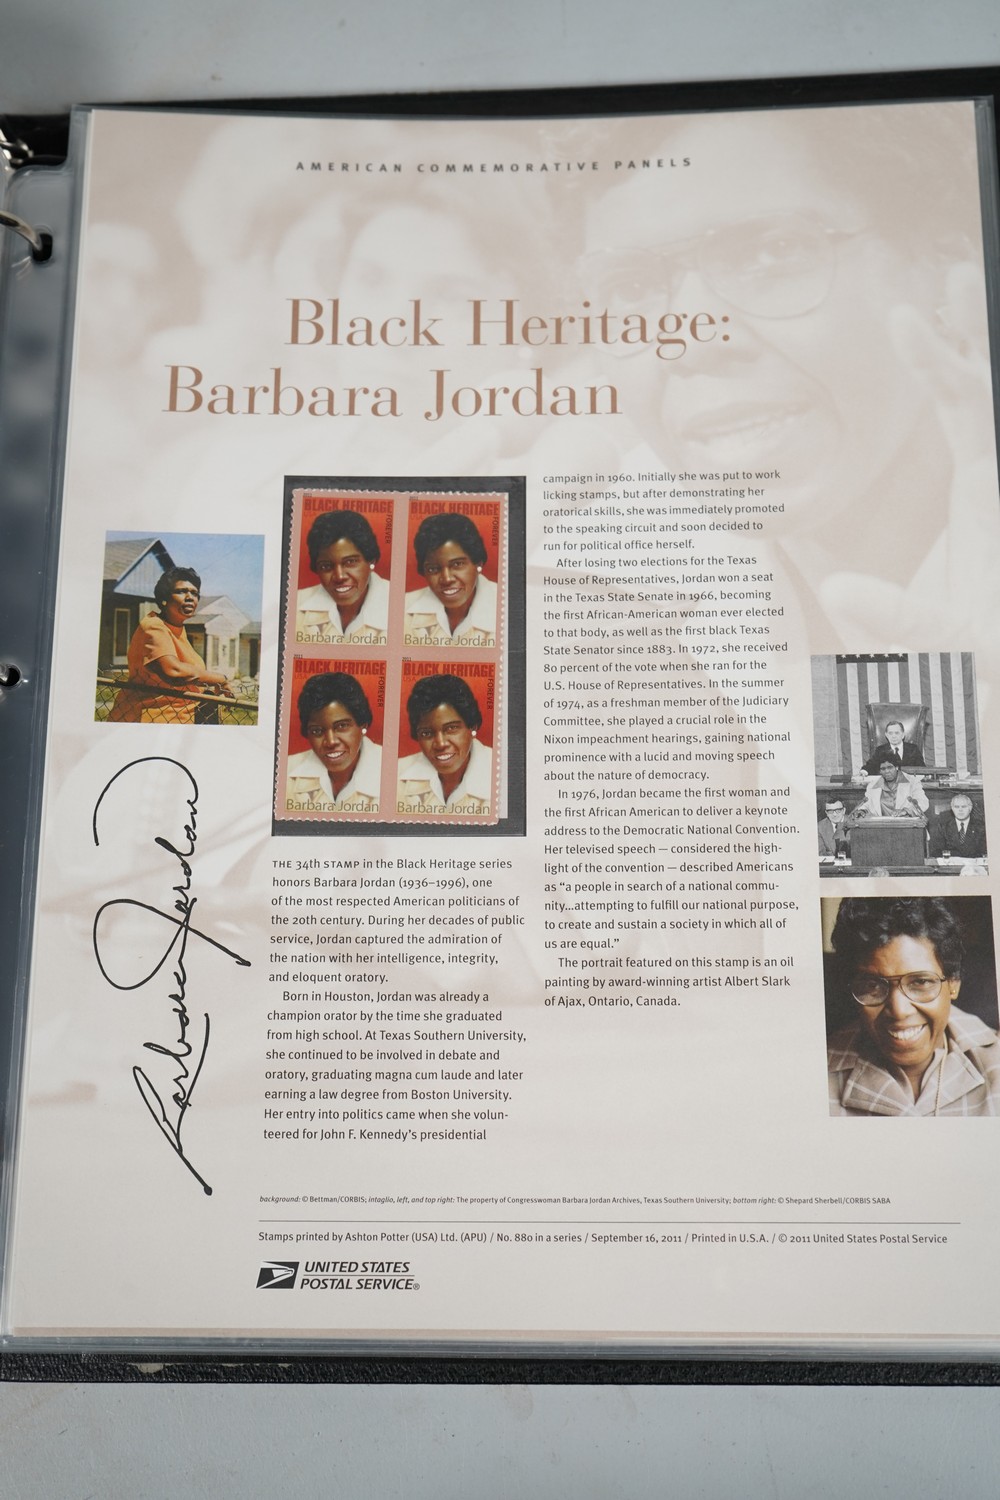 AMERICAN COMMEMORATIVE PANELS
Black Heritage:
Barbara Jordan
BLACK HERITAGE
FOREVER
Barbara Jordan
BLACK HERITAGE
FOREVER
Barbara Jordan
2011
BLACK HERITAGE
USA
FOREVER
Barbara Jordan
2011
BLACK HERITAGE
USA
FOREVER
Barbara Jordan
Barbara Jordan
THE 34th STAMP in the Black Heritage series
honors Barbara Jordan (1936–1996), one
of the most respected American politicians of
the 20th century. During her decades of public
service, Jordan captured the admiration of
the nation with her intelligence, integrity,
and eloquent oratory.
Born in Houston, Jordan was already a
champion orator by the time she graduated
from high school. At Texas Southern University,
she continued to be involved in debate and
oratory, graduating magna cum laude and later
earning a law degree from Boston University.
Her entry into politics came when she volun-
teered for John F. Kennedy's presidential
campaign in 1960. Initially she was put to work
licking stamps, but after demonstrating her
oratorical skills, she was immediately promoted
to the speaking circuit and soon decided to
run for political office herself.
After losing two elections for the Texas
House of Representatives, Jordan won a seat
in the Texas State Senate in 1966, becoming
the first African-American woman ever elected
to that body, as well as the first black Texas
State Senator since 1883. In 1972, she received
80 percent of the vote when she ran for the
U.S. House of Representatives. In the summer
of 1974, as a freshman member of the Judiciary
Committee, she played a crucial role in the
Nixon impeachment hearings, gaining national
prominence with a lucid and moving speech
about the nature of democracy.
In 1976, Jordan became the first woman and
the first African American to deliver a keynote
address to the Democratic National Convention.
Her televised speech — considered the high-
light of the convention — described Americans
as “a people in search of a national commu-
nity...attempting to fulfill our national purpose,
to create and sustain a society in which all of
us are equal.”
The portrait featured on this stamp is an oil
painting by award-winning artist Albert Slark
of Ajax, Ontario, Canada.
background: © Bettman/CORBIS; intaglio, left, and top right: The property of Congresswoman Barbara Jordan Archives, Texas Southern University; bottom right: © Shepard Sherbell/CORBIS SABA
Stamps printed by Ashton Potter (USA) Ltd. (APU) / No. 880 in a series / September 16, 2011 / Printed in U.S.A. / © 2011 United States Postal Service
UNITED STATES
POSTAL SERVICE®